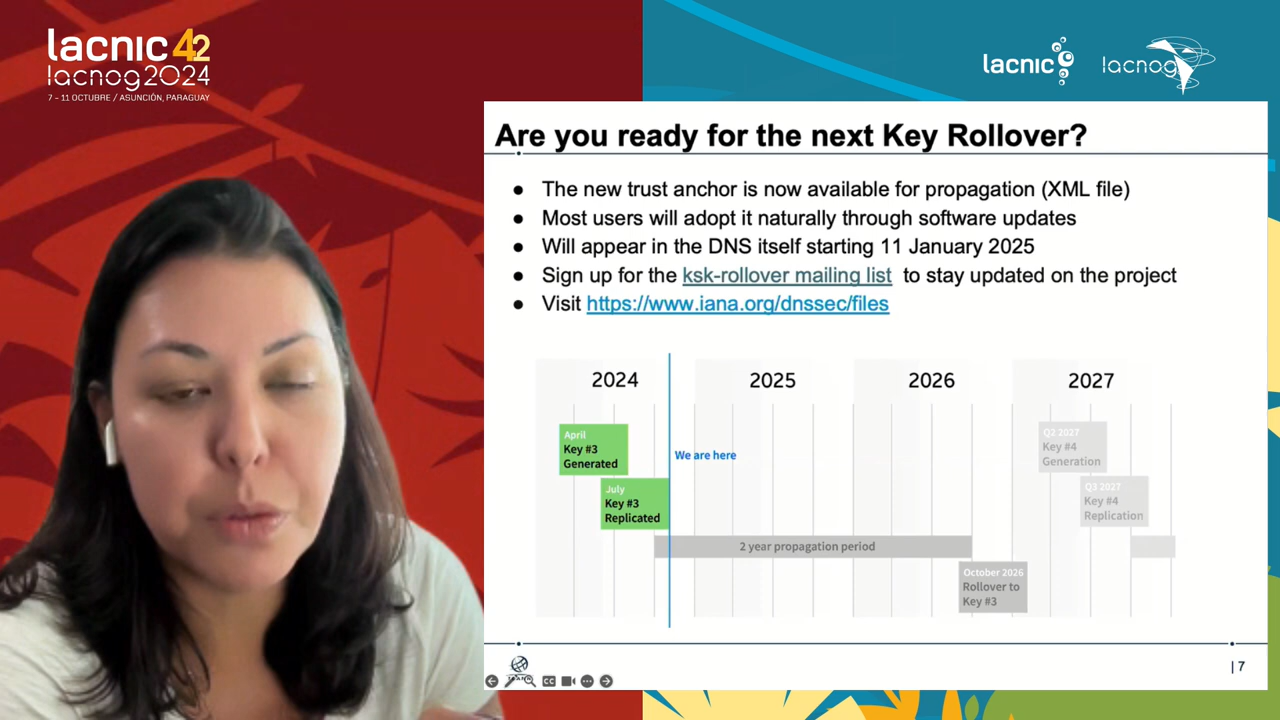 lacnic 42
lacnog2024
7 - 11 OCTUBRE / ASUNCIÓN, PARAGUAY
lacnic
lacnog
Are you ready for the next Key Rollover?
● The new trust anchor is now available for propagation (XML file)
● Most users will adopt it naturally through software updates
● Will appear in the DNS itself starting 11 January 2025
● Sign up for the ksk-rollover mailing list to stay updated on the project
● Visit https://www.iana.org/dnssec/files
2024
2025
2026
2027
April
Key #3
Generated
We are here
Q2 2027
Key #4
Generation
July
Key #3
Replicated
Q3 2027
Key #4
Replication
2 year propagation period
October 2026
Rollover to
Key #3
CC
| 7